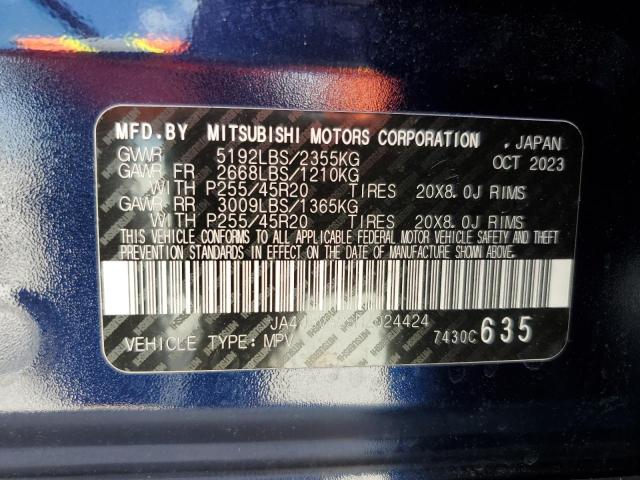 MFD.BY MITSUBISHI MOTORS CORPORATION , JAPAN
GVWR 5192LBS/2355KG OCT 2023
GAWR FR 2668LBS/1210KG
WITH P255/45R20 TIRES 20X8.0J RIMS
GAWR RR 3009LBS/1365KG
WITH P255/45R20 TIRES 20X8.0J RIMS
THIS VEHICLE CONFORMS TO ALL APPLICABLE FEDERAL MOTOR VEHICLE SAFETY AND THEFT
PREVENTION STANDARDS IN EFFECT ON THE DATE OF MANUFACTURE SHOWN ABOVE.
VEHICLE TYPE:MPV 7430C 635